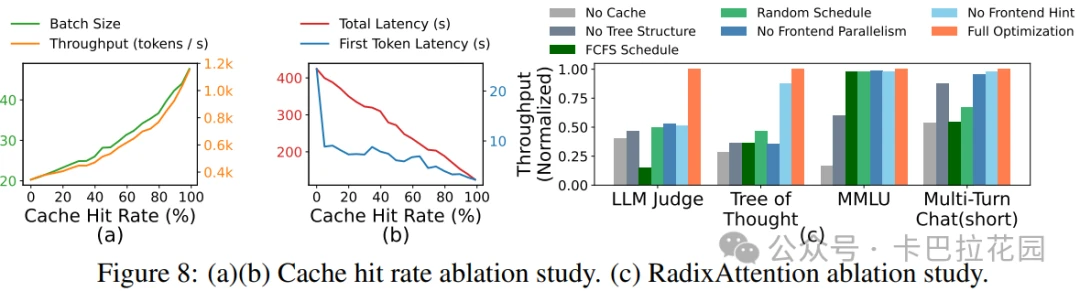 Batch Size
Throughput (tokens / s)
40
30
20
1.2k
1.0k
0.8k
0.6k
0.4k
0 20 40 60 80 100
Cache Hit Rate (%)
(a)
Total Latency (s)
First Token Latency (s)
400
300
200
20
10
0 20 40 60 80 100
Cache Hit Rate (%)
(b)
No Cache
No Tree Structure
FCFS Schedule
Random Schedule
No Frontend Parallelism
No Frontend Hint
Full Optimization
Throughput
(Normalized)
1.00
0.75
0.50
0.25
0.00
LLM Judge
Tree of
Thought
MMLU
Multi-Turn
Chat(short)
(c)
公众号 · 卡巴拉花园
Figure 8: (a)(b) Cache hit rate ablation study. (c) RadixAttention ablation study.